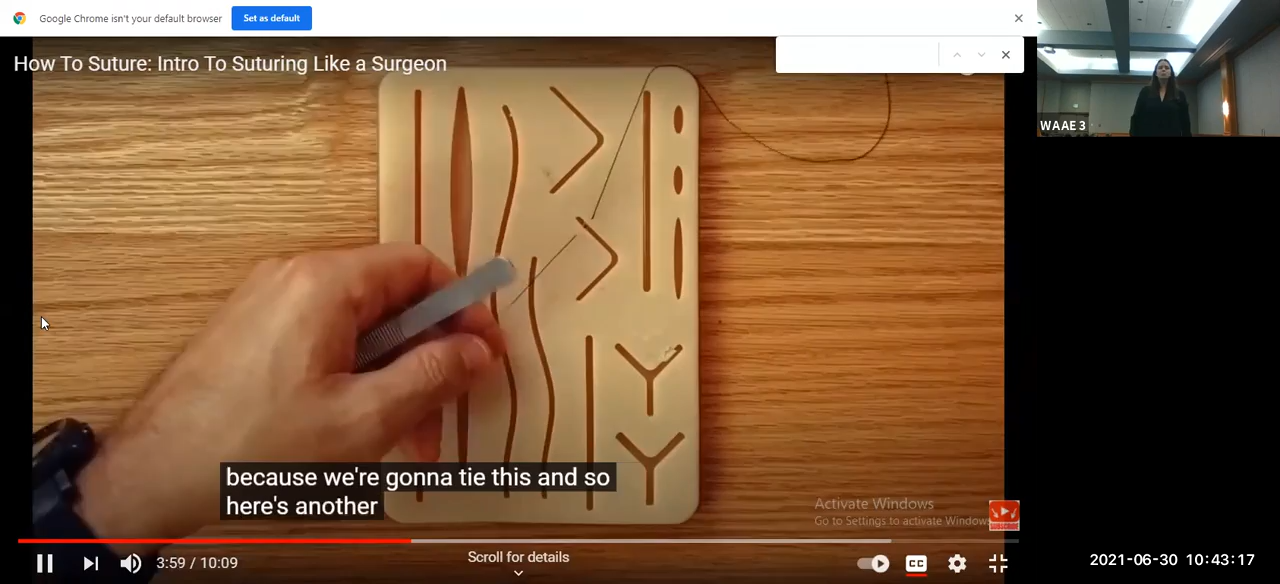 Google Chrome isn't your default browser
Set as default
How To Suture: Intro To Suturing Like a Surgeon
WAAE 3
because we're gonna tie this and so
here's another
Activate Windows
Go to Settings to activate Windows
SUBSCRIBE
3:59 / 10:09
Scroll for details
CC
2021-06-30 10:43:17